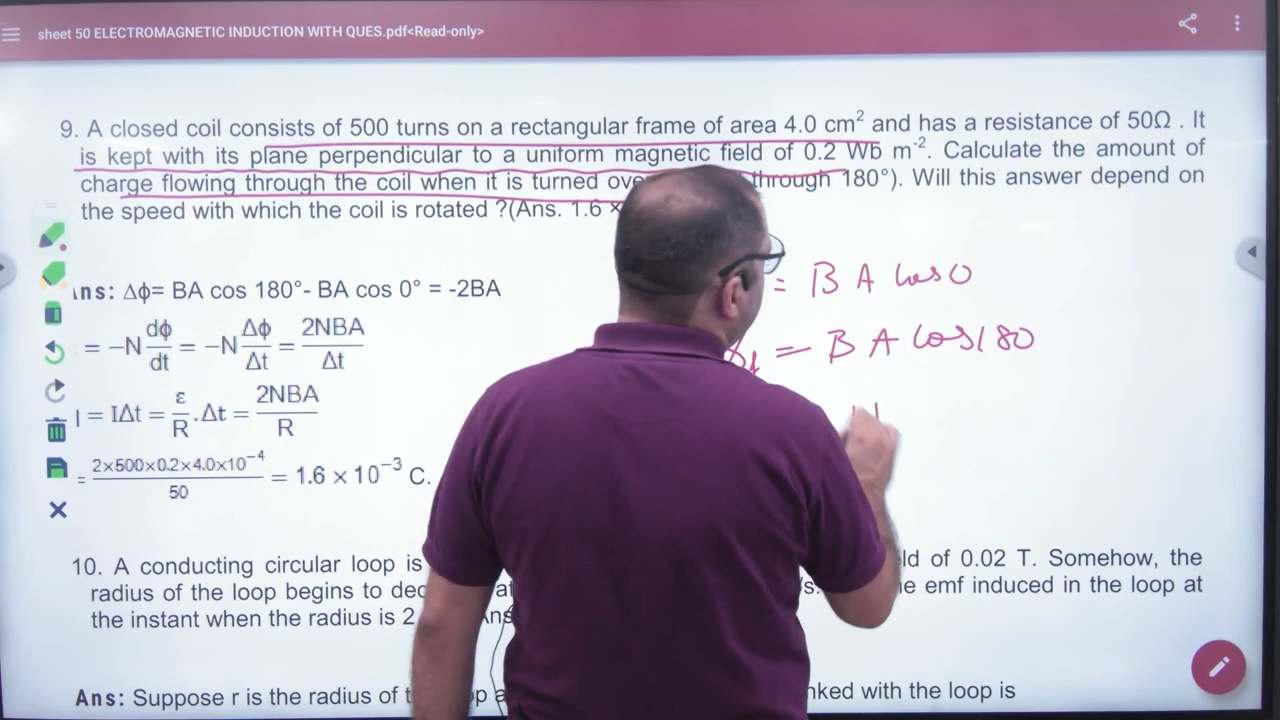 sheet 50 ELECTROMAGNETIC INDUCTION WITH QUES.pdf<Read-only>
9. A closed coil consists of 500 turns on a rectangular frame of area 4.0 cm² and has a resistance of 50Ω . It
is kept with its plane perpendicular to a uniform magnetic field of 0.2 Wb m⁻². Calculate the amount of
charge flowing through the coil when it is turned through 180°). Will this answer depend on
the speed with which the coil is rotated ?(Ans. 1.6 ×
ns: Δϕ= BA cos 180°- BA cos 0° = -2BA
= −N dϕ/dt = −N Δϕ/Δt = 2NBA/Δt
= IΔt = ε/R . Δt = 2NBA/R
= 2×500×0.2×4.0×10⁻⁴/50 = 1.6 × 10⁻³ C.
= B A cos 0
= B A cos 180
10. A conducting circular loop is ld of 0.02 T. Somehow, the
radius of the loop begins to dec emf induced in the loop at
the instant when the radius is 2
Ans: Suppose r is the radius of nked with the loop is